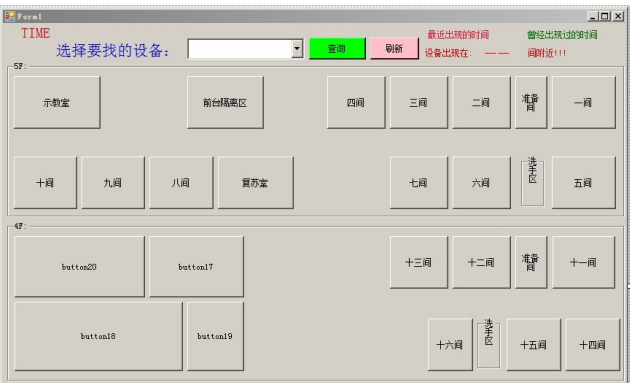 Form1
TIME
选择要找的设备:
查询
刷新
最近出现的时间
曾经出现过的时间
设备出现在: —— 间附近!!!
5F:
示教室
前台隔离区
四间
三间
二间
准备间
一间
十间
九间
八间
复苏室
七间
六间
洗手区
五间
4F:
button20
button17
十三间
十二间
准备间
十一间
button18
button19
十六间
洗手区
十五间
十四间